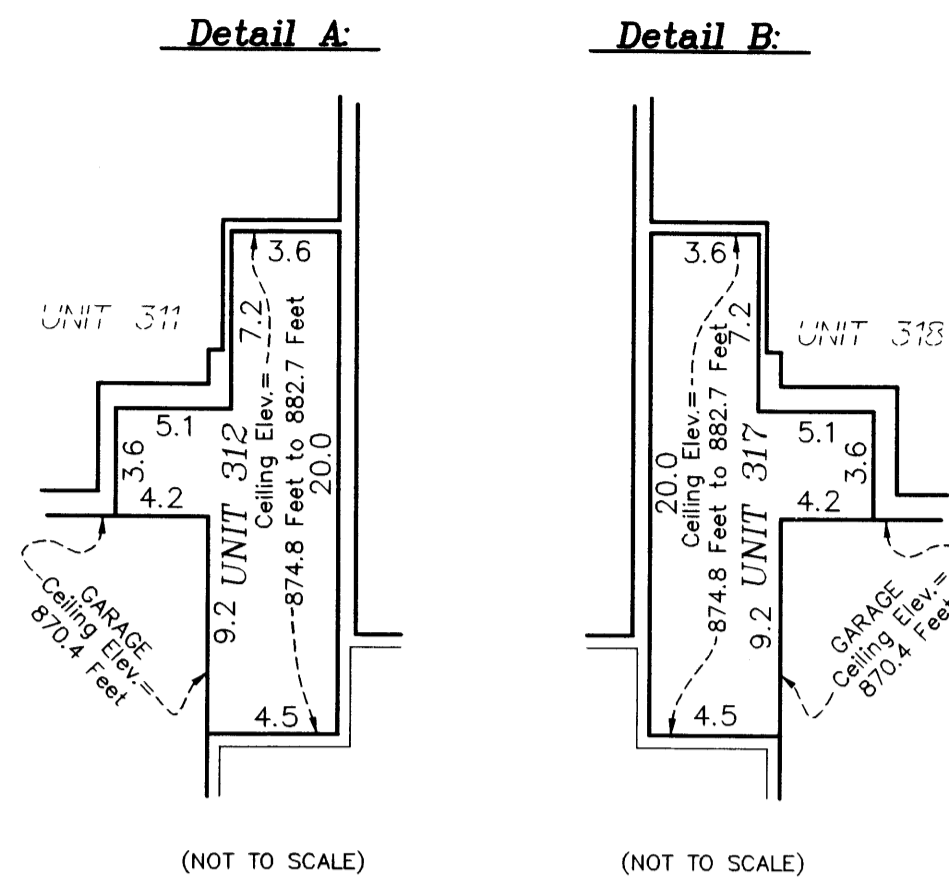 Detail A:
3.6
UNIT 311
7.2
Ceiling Elev.=
874.8 Feet to 882.7 Feet
5.1
3.6
4.2
UNIT 312
20.0
9.2
GARAGE
Ceiling Elev.=
870.4 Feet
4.5
(NOT TO SCALE)
Detail B:
3.6
7.2
UNIT 318
Ceiling Elev.=
874.8 Feet to 882.7 Feet
5.1
3.6
4.2
20.0
UNIT 317
9.2
GARAGE
Ceiling Elev.=
870.4 Feet
4.5
(NOT TO SCALE)